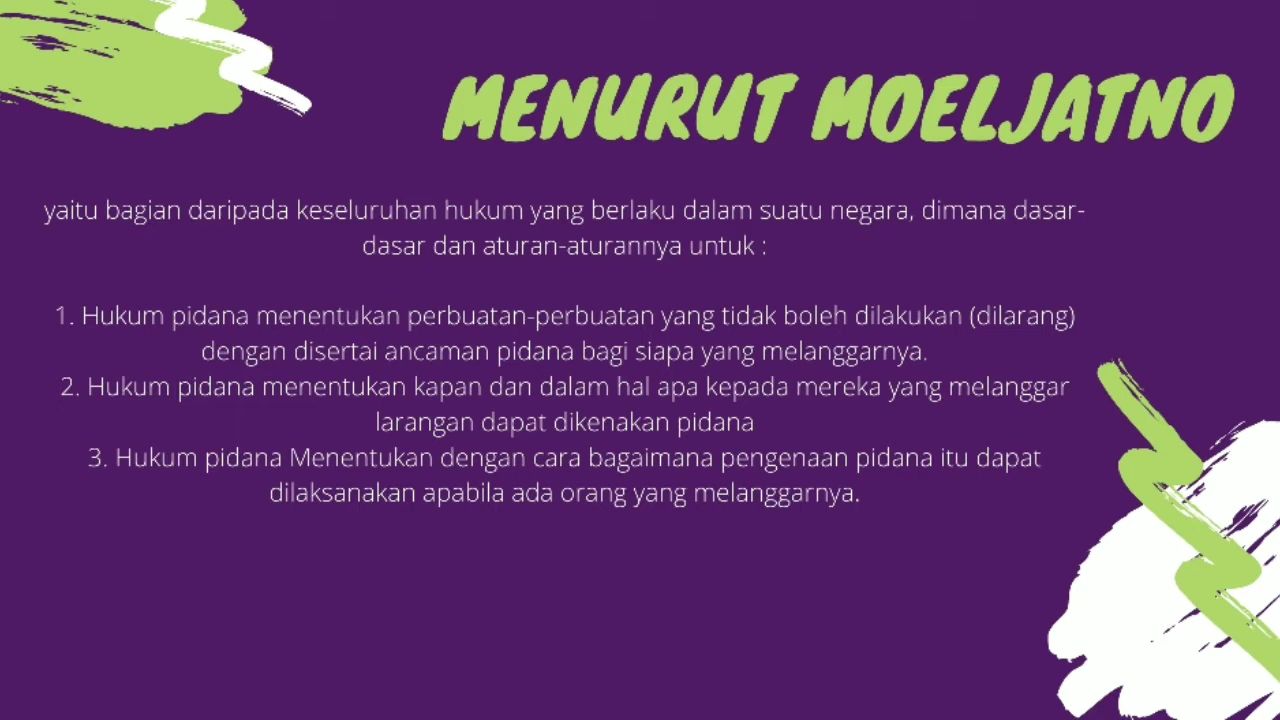 MENURUT MOELJATNO
yaitu bagian daripada keseluruhan hukum yang berlaku dalam suatu negara, dimana dasar-
dasar dan aturan-aturannya untuk :
1. Hukum pidana menentukan perbuatan-perbuatan yang tidak boleh dilakukan (dilarang)
dengan disertai ancaman pidana bagi siapa yang melanggarnya.
2. Hukum pidana menentukan kapan dan dalam hal apa kepada mereka yang melanggar
larangan dapat dikenakan pidana
3. Hukum pidana Menentukan dengan cara bagaimana pengenaan pidana itu dapat
dilaksanakan apabila ada orang yang melanggarnya.